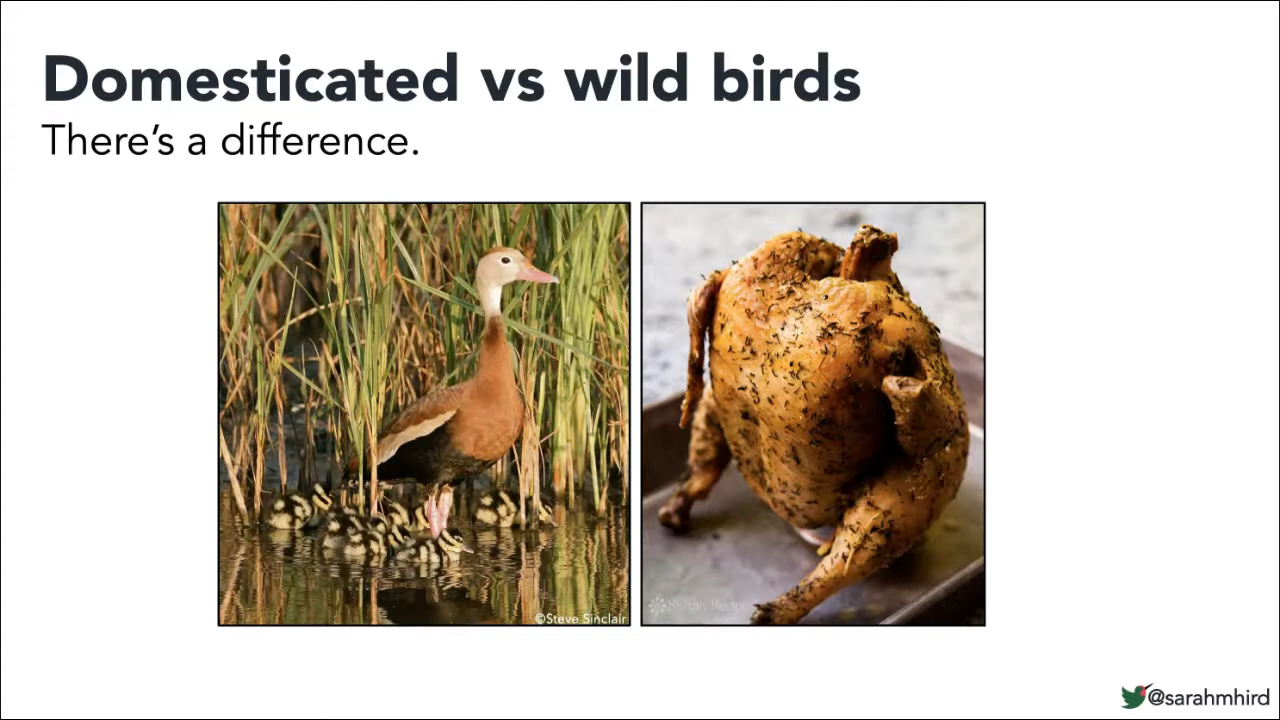 Domesticated vs wild birds
There’s a difference.
©Steve Sinclair
@sarahmhird